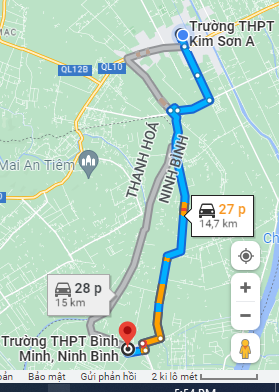 MAC
Trường THPT
Kim Sơn A
QL10
QL12B
Mai An Tiêm
THANH HOÁ
NINH BÌNH
27 p
14,7 km
28 p
15 km
Trường THPT Bình
Minh, Ninh Bình
Bảo mật
Gửi phản hồi
2 ki lô mét